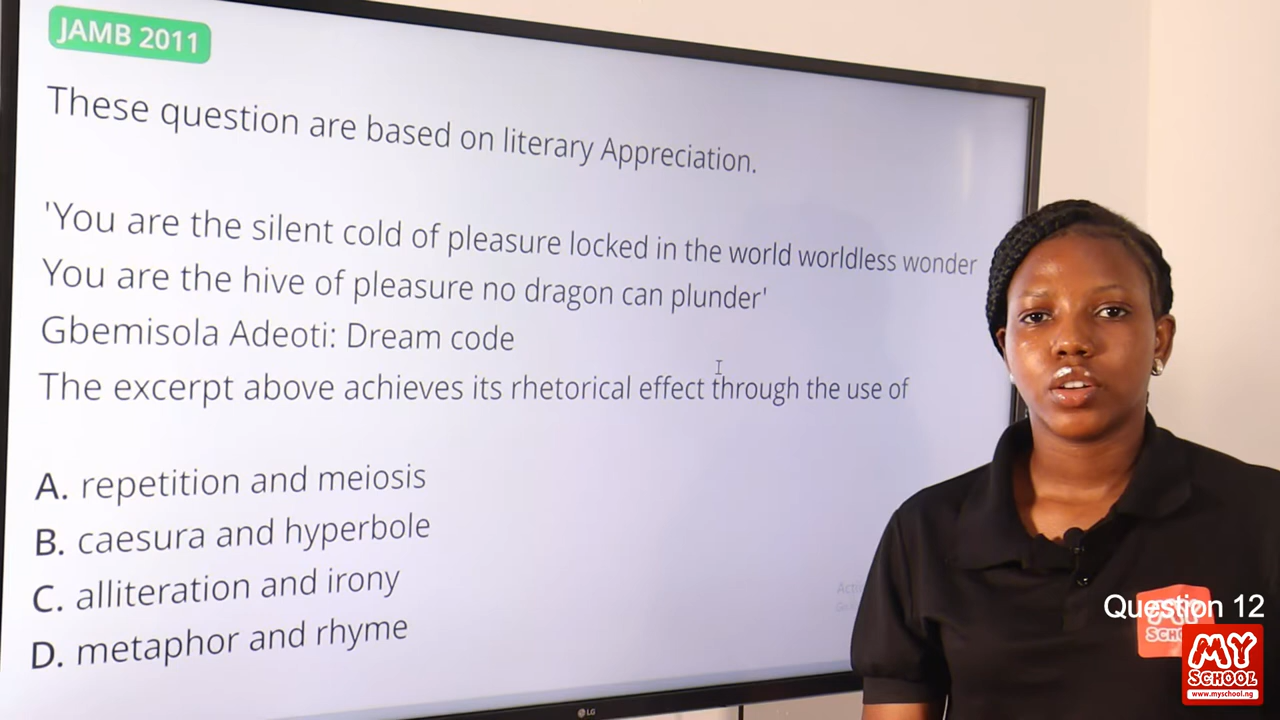 JAMB 2011
These question are based on literary Appreciation.
'You are the silent cold of pleasure locked in the world worldless wonder
You are the hive of pleasure no dragon can plunder'
Gbemisola Adeoti: Dream code
The excerpt above achieves its rhetorical effect through the use of
A. repetition and meiosis
B. caesura and hyperbole
C. alliteration and irony
D. metaphor and rhyme
Question 12
MY
SCHOOL
www.myschool.ng
LG